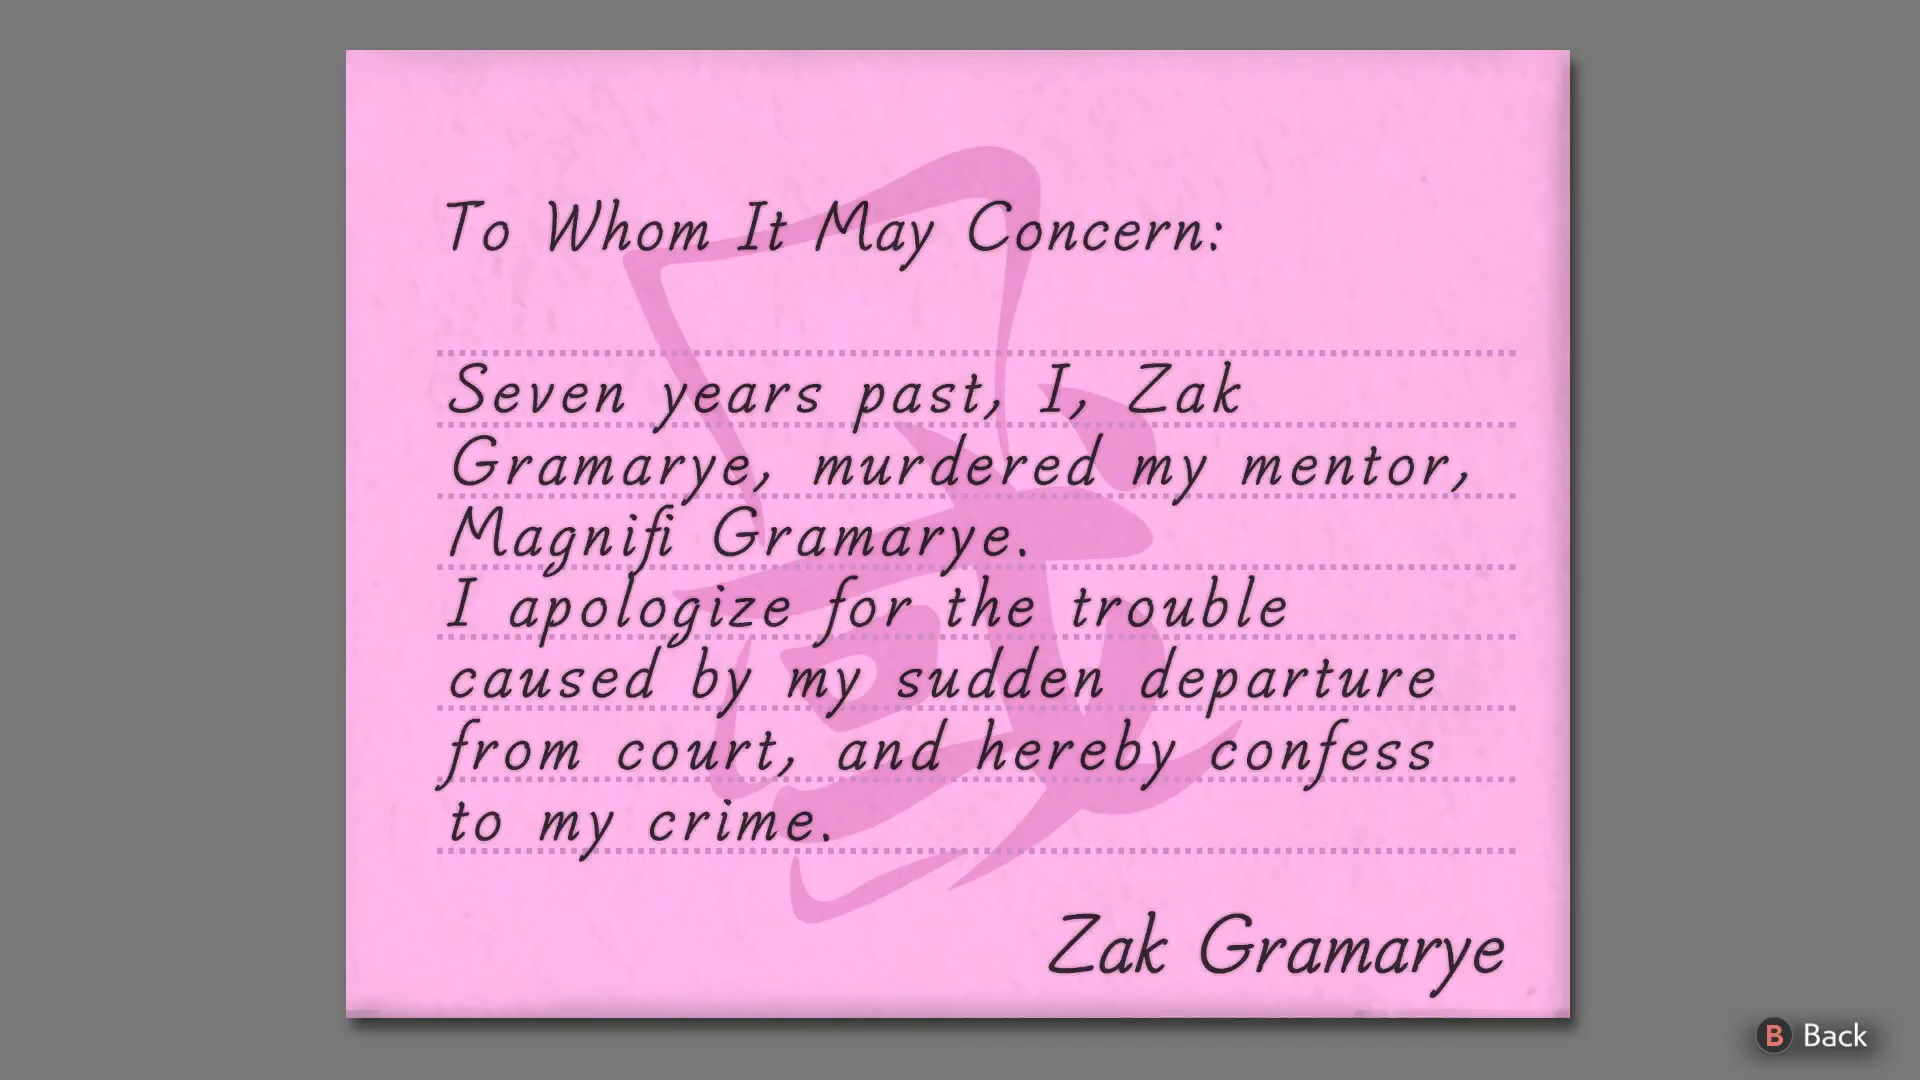 To Whom It May Concern:
Seven years past, I, Zak
Gramarye, murdered my mentor,
Magnifi Gramarye.
I apologize for the trouble
caused by my sudden departure
from court, and hereby confess
to my crime.
Zak Gramarye
B Back